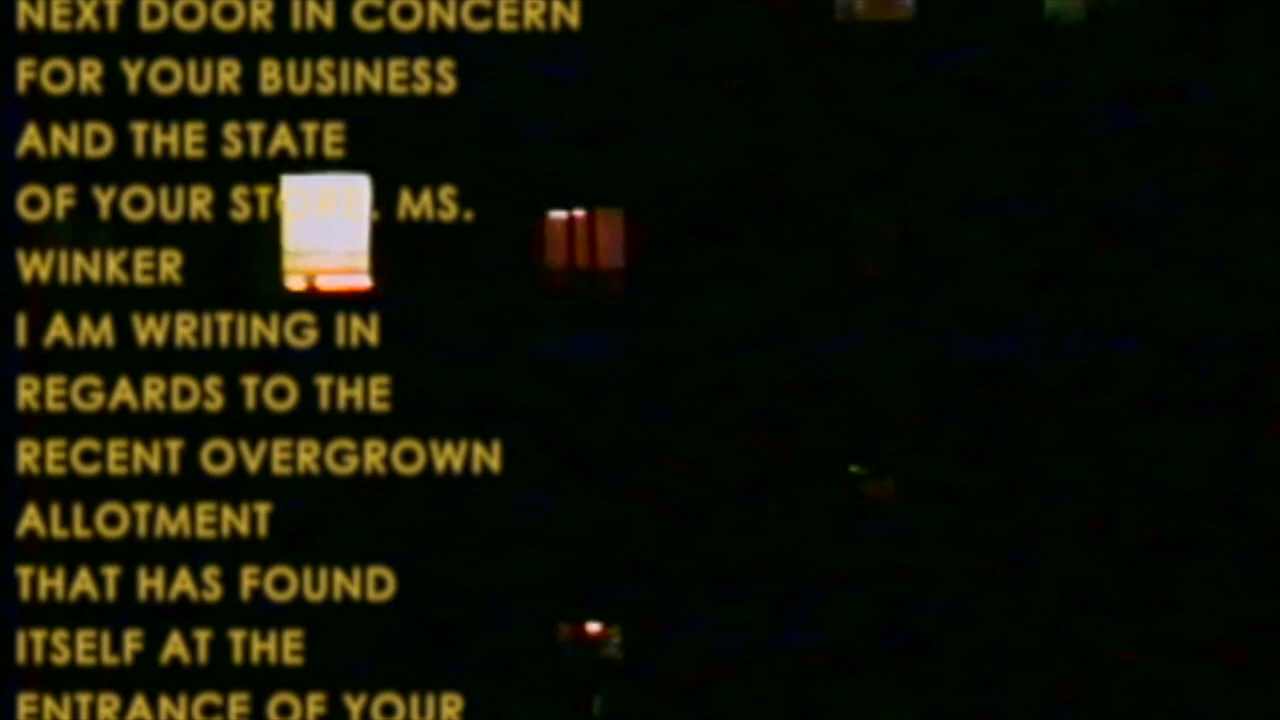 NEXT DOOR IN CONCERN
FOR YOUR BUSINESS
AND THE STATE
OF YOUR STORE. MS.
WINKER
I AM WRITING IN
REGARDS TO THE
RECENT OVERGROWN
ALLOTMENT
THAT HAS FOUND
ITSELF AT THE
ENTRANCE OF YOUR